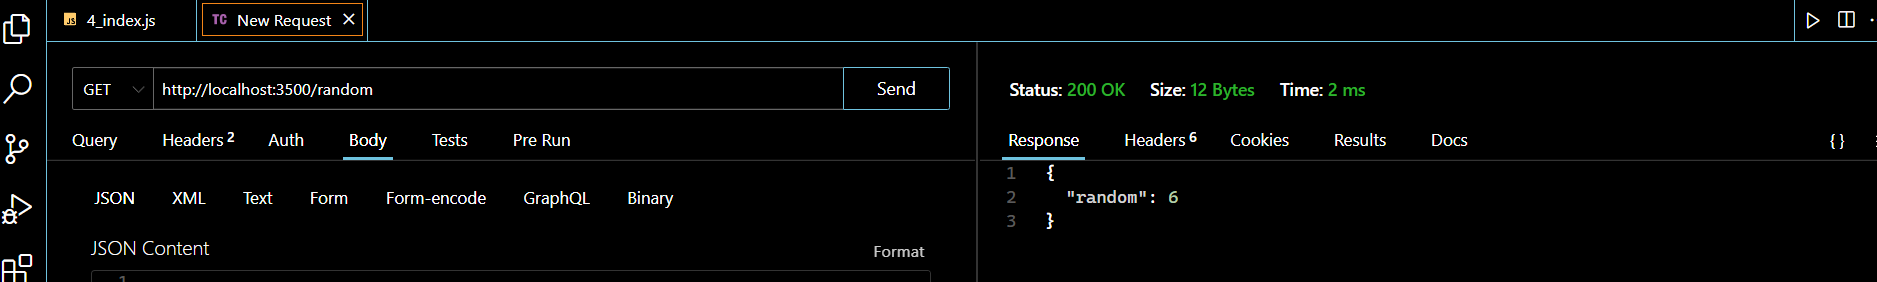 JS 4_index.js
TC New Request
GET http://localhost:3500/random Send
Query Headers 2 Auth Body Tests Pre Run
JSON XML Text Form Form-encode GraphQL Binary
JSON Content
Format
1
Status: 200 OK Size: 12 Bytes Time: 2 ms
Response Headers 6 Cookies Results Docs {}
1 {
2 "random": 6
3 }